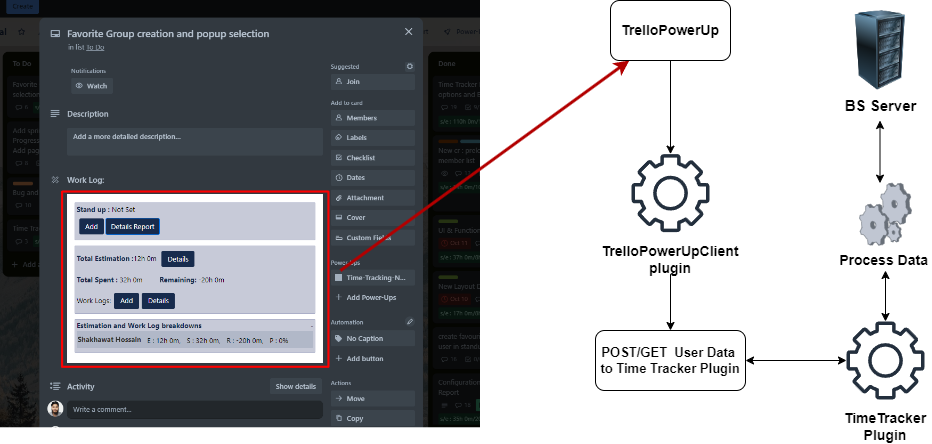 Create
To Do
Favorite Group creation and popup selection
in list To Do
Notifications
Watch
Description
Add a more detailed description...
Work Log:
Stand up : Not Set
Add Details Report
Total Estimation :12h 0m Details
Total Spent : 32h 0m Remaining: -20h 0m
Work Logs: Add Details
Estimation and Work Log breakdowns -
Shakhawat Hossain E : 12h 0m, S : 32h 0m, R : -20h 0m, P : 0%
Activity
Show details
Write a comment...
Suggested
Join
Add to card
Members
Labels
Checklist
Dates
Attachment
Cover
Custom Fields
Power-Ups
Time-Tracking-N...
+ Add Power-Ups
Automation
No Caption
+ Add button
Actions
Move
Copy
Done
Time Tracker
New Layout D
TrelloPowerUp
TrelloPowerUpClient
plugin
POST/GET User Data
to Time Tracker Plugin
BS Server
Process Data
TimeTracker
Plugin